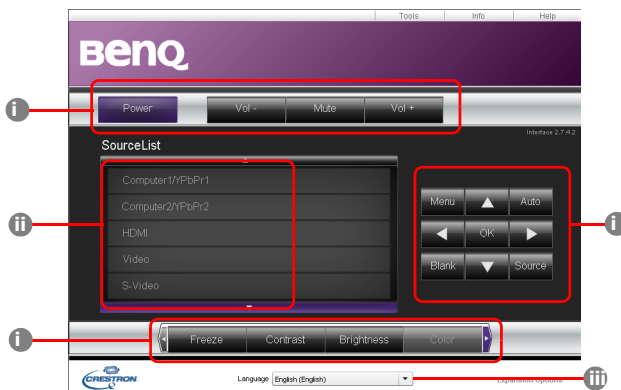 Tools Info Help
BenQ
i
Power Vol - Mute Vol +
Interface 2.7.4.2
SourceList
Computer1/YPbPr1
Computer2/YPbPr2
HDMI
Video
S-Video
ii
Menu Auto
OK
Blank Source
i
i
Freeze Contrast Brightness Color
CRESTRON
Language English (English)
Expansion Options
iii